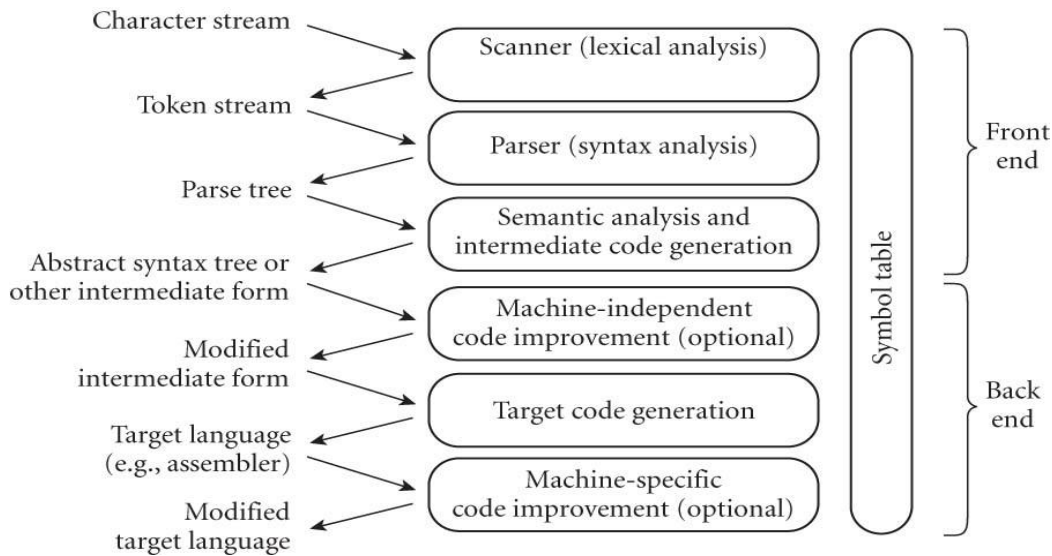 Character stream
Scanner (lexical analysis)
Token stream
Parser (syntax analysis)
Parse tree
Semantic analysis and
intermediate code generation
Abstract syntax tree or
other intermediate form
Machine-independent
code improvement (optional)
Modified
intermediate form
Target code generation
Target language
(e.g., assembler)
Machine-specific
code improvement (optional)
Modified
target language
Symbol table
Front
end
Back
end